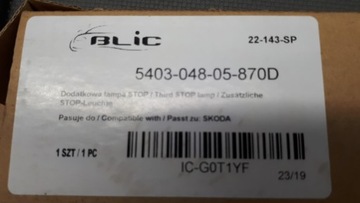 BLIC
22-143-SP
5403-048-05-870D
Dodatkowa lampa STOP / Third STOP lamp / Zusätzliche
STOP-Leuchte
Pasuje do / Compatible with / Passt zu: SKODA
1 SZT / 1 PC
IC-G0T1YF
23/19